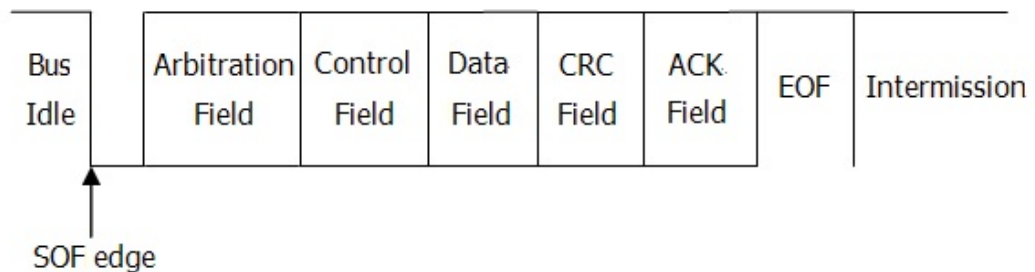 Bus
Idle
Arbitration
Field
Control
Field
Data
Field
CRC
Field
ACK
Field
EOF
Intermission
SOF edge